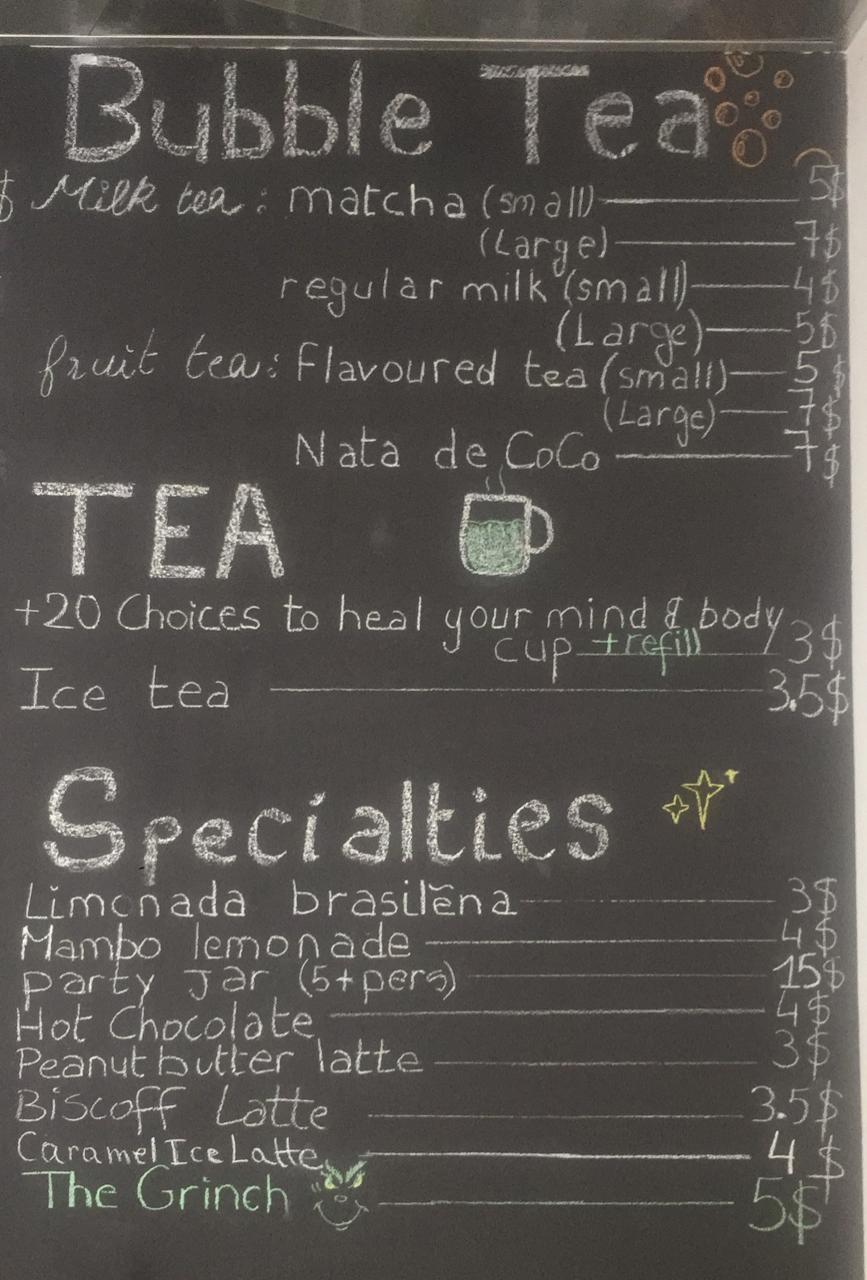 Bubble Tea
$ Milk tea: matcha (small) 5$
(Large) 7$
regular milk (small) 4$
(Large) 5$
fruit tea: Flavoured tea (small) 5$
(Large) 7$
Nata de CoCo 7$
TEA
+20 Choices to heal your mind & body
cup +refill 3$
Ice tea 3.5$
Specialties
Limonada brasilẽna 3$
Mambo lemonade 4$
party Jar (5+pers) 15$
Hot Chocolate 4$
Peanut butter latte 3$
Biscoff Latte 3.5$
Caramel Ice Latte 4 $
The Grinch 5$